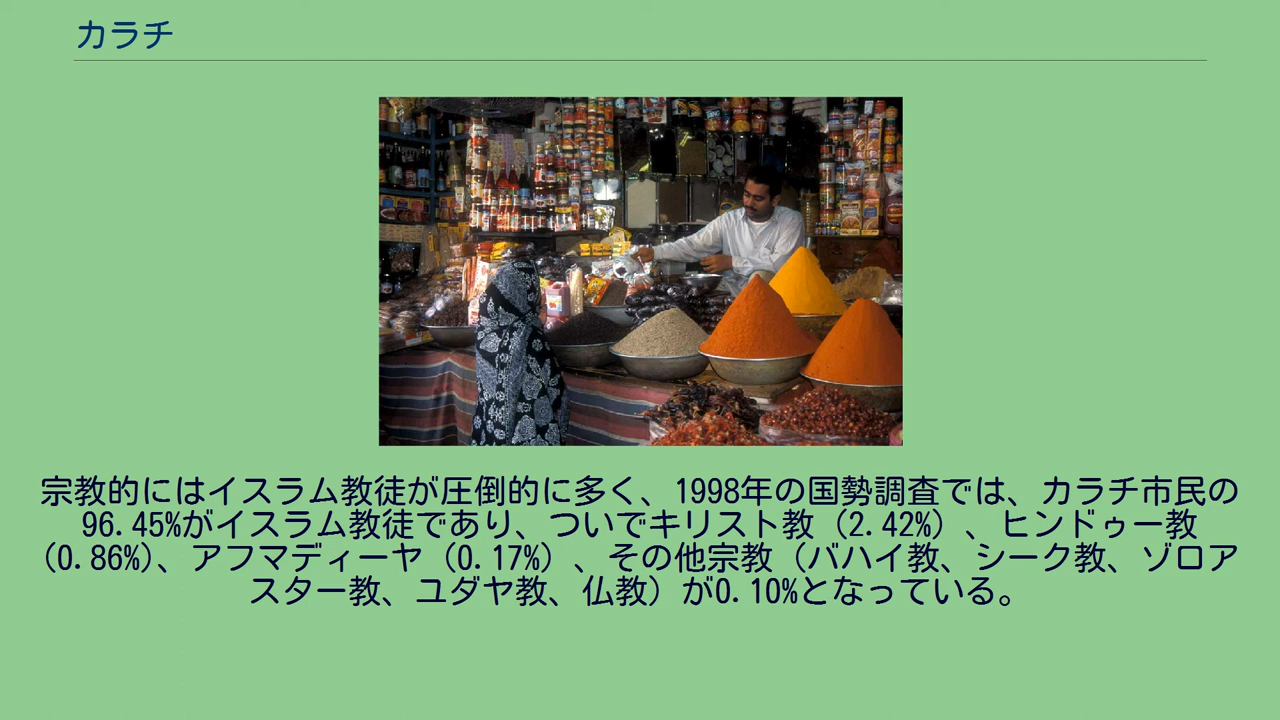 カラチ
宗教的にはイスラム教徒が圧倒的に多く、1998年の国勢調査では、カラチ市民の
96.45%がイスラム教徒であり、ついでキリスト教（2.42%）、ヒンドゥー教
(0.86%)、アフマディーヤ（0.17%）、その他宗教（バハイ教、シーク教、ゾロア
スター教、ユダヤ教、仏教）が0.10%となっている。